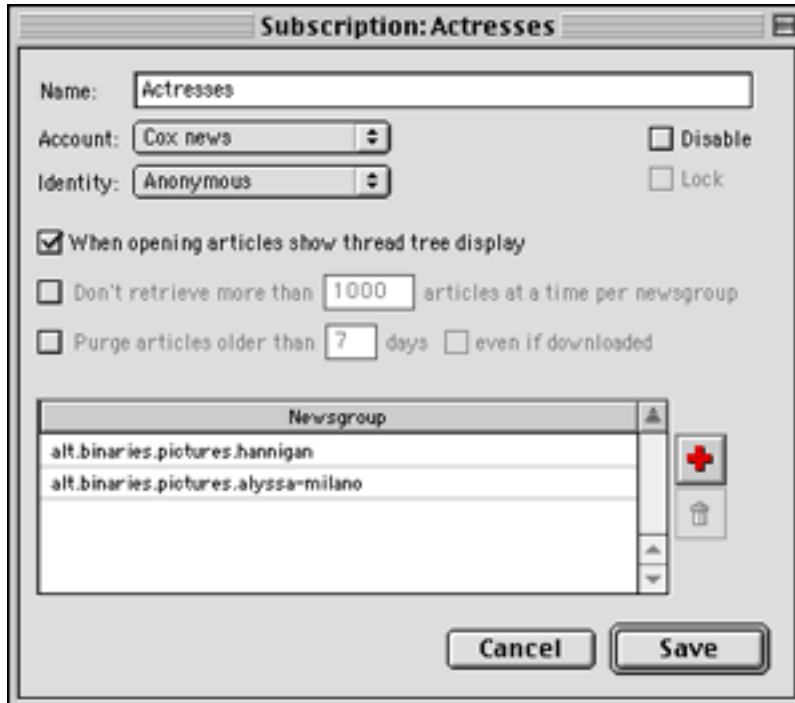 Subscription: Actresses
Name: Actresses
Account: Cox news Disable
Identity: Anonymous Lock
When opening articles show thread tree display
Don't retrieve more than 1000 articles at a time per newsgroup
Purge articles older than 7 days even if downloaded
Newsgroup
alt.binaries.pictures.hannigan
alt.binaries.pictures.alyssa-milano
Cancel Save